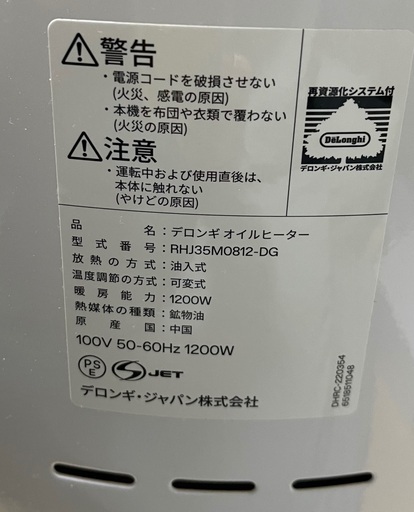 警告
・電源コードを破損させない
(火災、感電の原因)
・本機を布団や衣類で覆わない
(火災の原因)
注意
・運転中および使用直後は、
本体に触れない
(やけどの原因)
再資源化システム付
DēLonghi
デロンギ・ジャパン株式会社
品名：デロンギ オイルヒーター
型式番号：RHJ35M0812-DG
放熱の方式：油入式
温度調節の方式：可変式
暖房能力：1200W
熱媒体の種類：鉱物油
原産国：中国
100V 50-60Hz 1200W
PS
E
S JET
デロンギ・ジャパン株式会社
DHRC-220354
6518511048